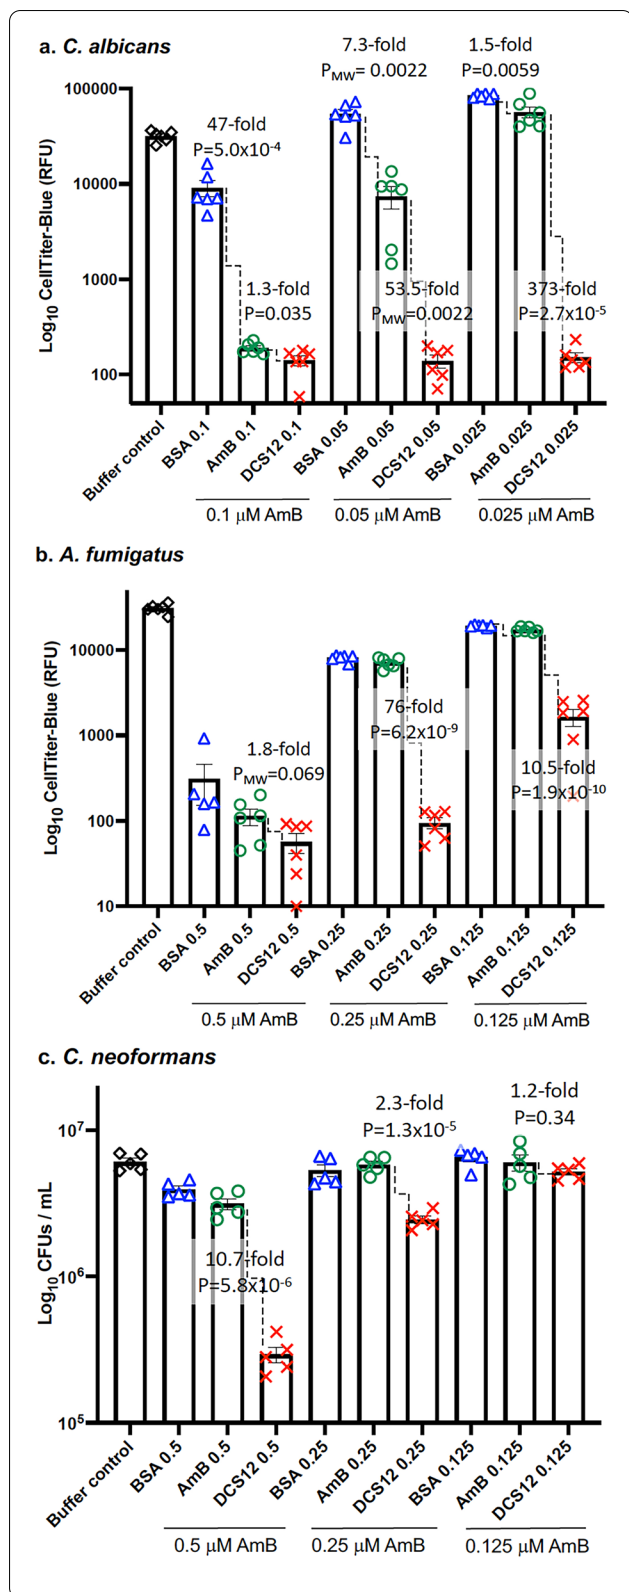 a. C. albicans
7.3-fold
P_MW= 0.0022
1.5-fold
P=0.0059
47-fold
P=5.0x10⁻⁴
1.3-fold
P=0.035
53.5-fold
P_MW=0.0022
373-fold
P=2.7x10⁻⁵
Log₁₀ CellTiter-Blue (RFU)
100000
10000
1000
100
Buffer control
BSA 0.1
AmB 0.1
DCS12 0.1
BSA 0.05
AmB 0.05
DCS12 0.05
BSA 0.025
AmB 0.025
DCS12 0.025
0.1 μM AmB
0.05 μM AmB
0.025 μM AmB
b. A. fumigatus
Log₁₀ CellTiter-Blue (RFU)
10000
1000
100
10
1.8-fold
P_MW=0.069
76-fold
P=6.2x10⁻⁹
10.5-fold
P=1.9x10⁻¹⁰
Buffer control
BSA 0.5
AmB 0.5
DCS12 0.5
BSA 0.25
AmB 0.25
DCS12 0.25
BSA 0.125
AmB 0.125
DCS12 0.125
0.5 μM AmB
0.25 μM AmB
0.125 μM AmB
c. C. neoformans
Log₁₀ CFUs / mL
10⁷
10⁶
10⁵
2.3-fold
P=1.3x10⁻⁵
1.2-fold
P=0.34
10.7-fold
P=5.8x10⁻⁶
Buffer control
BSA 0.5
AmB 0.5
DCS12 0.5
BSA 0.25
AmB 0.25
DCS12 0.25
BSA 0.125
AmB 0.125
DCS12 0.125
0.5 μM AmB
0.25 μM AmB
0.125 μM AmB